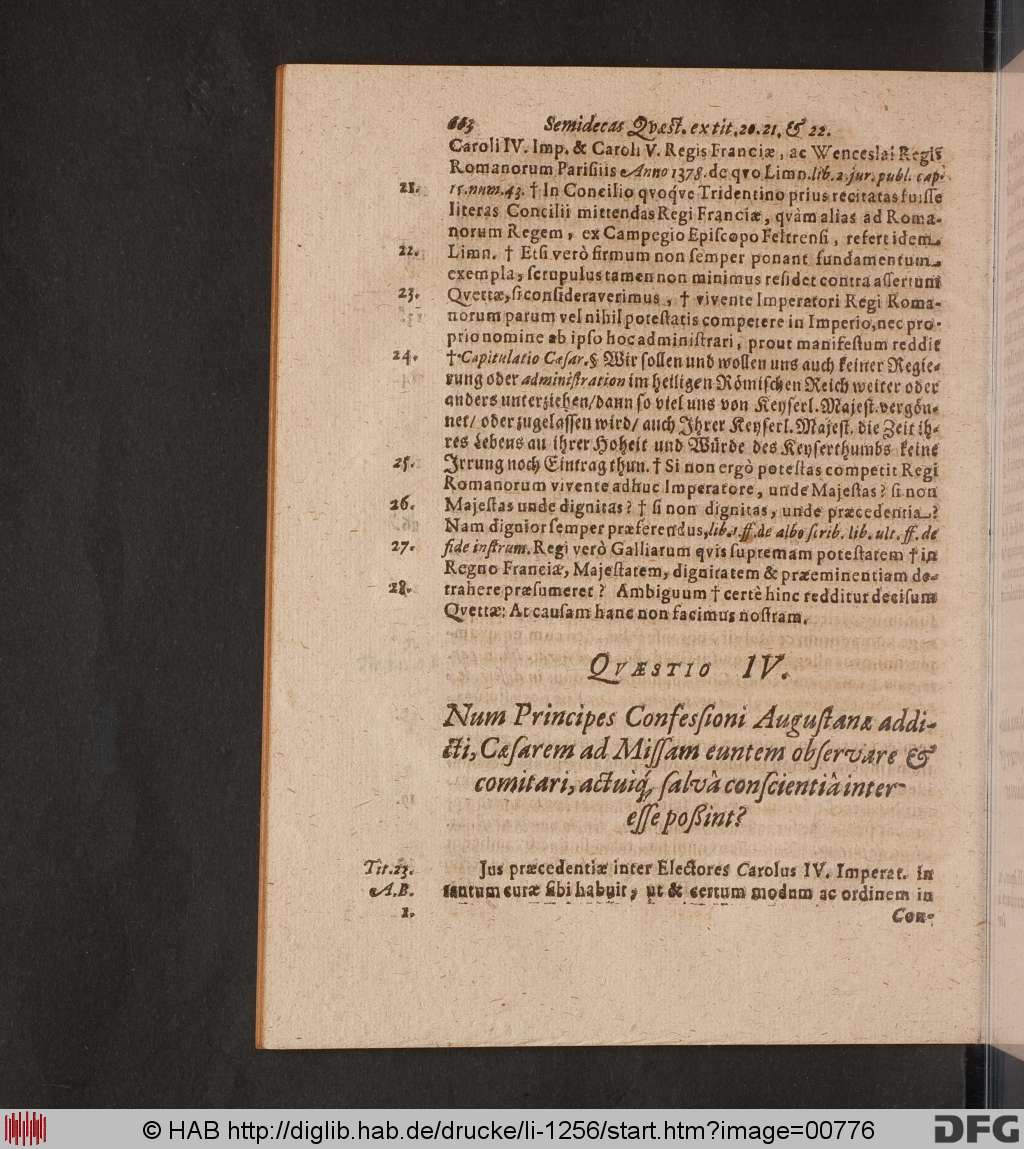 663 Semidecas Qvæst. ex tit. 20. 21. & 22.
Caroli IV. Imp. & Caroli V. Regis Franciæ, ac Wenceslai Regis
Romanorum Parisiis Anno 1378. de qvo Limn. lib. 2. jur. publ. cap.
21. 15. num. 43. † In Concilio qvoqve Tridentino prius recitatas fuisse
literas Concilii mittendas Regi Franciæ, qvàm alias ad Roma-
norum Regem, ex Campegio Episcopo Feltrensi, refert idem
22. Limn. † Etsi verò firmum non semper ponant fundamentum
exempla, scrupulus tamen non minimus residet contra assertum
23. Qvettæ, si consideraverimus, † vivente Imperatori Regi Roma-
norum parum vel nihil potestatis competere in Imperio, nec pro-
prio nomine ab ipso hoc administrari, prout manifestum reddit
24. † Capitulatio Cæsar. § Wir sollen und wollen uns auch keiner Regie-
rung oder administration im heiligen Römischen Reich weiter oder
anders unterziehen/ dann so viel uns von Keyserl. Majest. vergön-
net/ oder zugelassen wird/ auch Ihrer Keyserl. Majest. die Zeit ih-
res Lebens an ihrer Hoheit und Würde des Keyserthumbs keine
25. Irrung noch Eintrag thun. † Si non ergò potestas competit Regi
Romanorum vivente adhuc Imperatore, unde Majestas? si non
26. Majestas unde dignitas? † si non dignitas, unde præcedentia?
Nam dignior semper præferendus, lib. 1. ff. de albo scrib. lib. ult. ff. de
27. fide instrum. Regi verò Galliarum qvis supremam potestatem † in
Regno Franciæ, Majestatem, dignitatem & præeminentiam de-
28. trahere præsumeret? Ambiguum † certè hinc redditur decisum
Qvettæ: At causam hanc non facimus nostram.
QVÆSTIO IV.
Num Principes Confessioni Augustanæ addi-
cti, Cæsarem ad Missam euntem observare &
comitari, actuiq́, salvâ conscientiâ inter-
esse poßint?
Tit. 23. Jus præcedentiæ inter Electores Carolus IV. Imperat. in
A.B. tantum curæ sibi habuit, ut & certum modum ac ordinem in
1. Con-
© HAB http://diglib.hab.de/drucke/li-1256/start.htm?image=00776
DFG